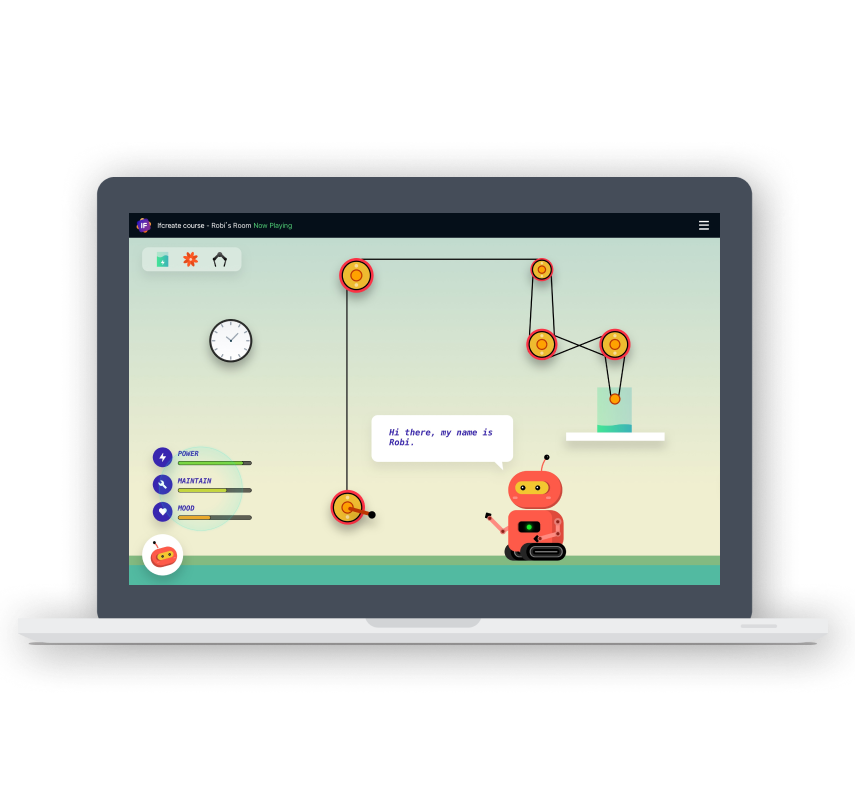 IF
Ifcreate course - Robi's Room Now Playing
Hi there, my name is
Robi.
POWER
MAINTAIN
MOOD